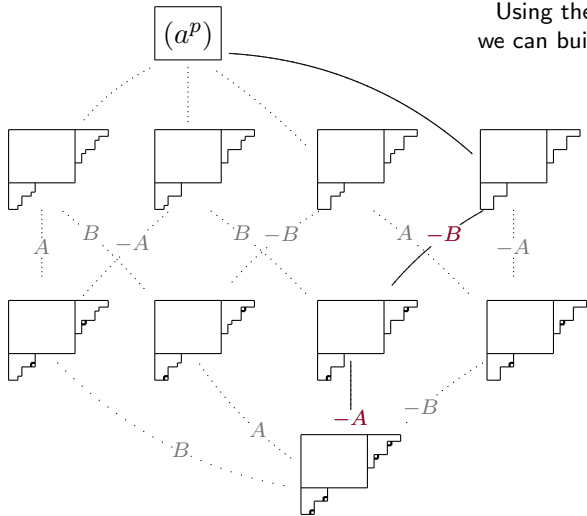 Using the
(a^p)
we can bui
B -B A -B
A -A B -A
-A -B
A
B